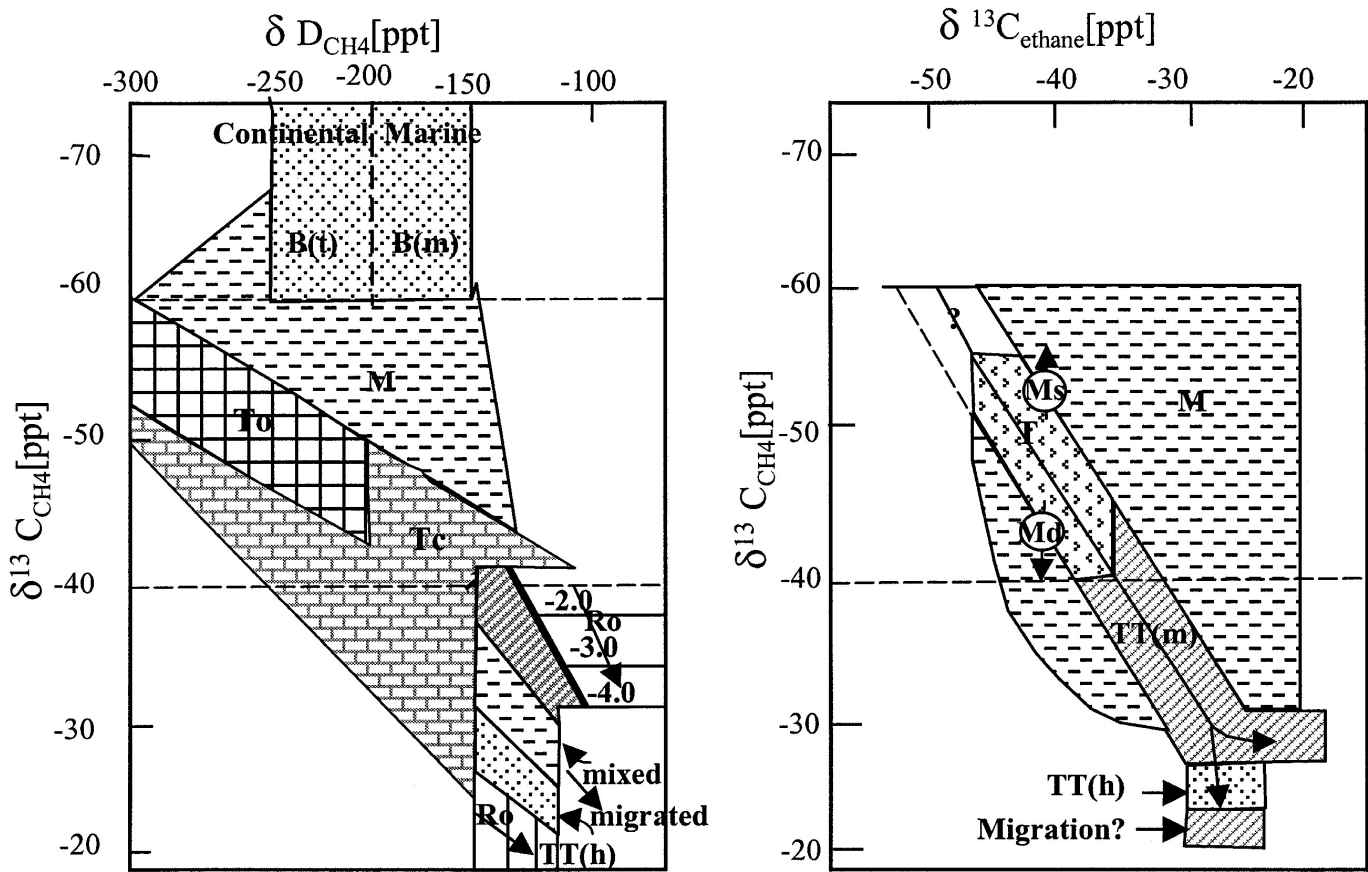 δ D_CH4[ppt]
-300 -250 -200 -150 -100
δ¹³ C_CH4[ppt]
-70
-60
-50
-40
-30
-20
Continental Marine
B(t) B(m)
M
To
Tc
-2.0
Ro
-3.0
-4.0
mixed
migrated
Ro
TT(h)
δ ¹³C_ethane[ppt]
-50 -40 -30 -20
δ¹³ C_CH4[ppt]
-70
-60
-50
-40
-30
-20
?
Ms
M
T
Md
TT(m)
TT(h)
Migration?